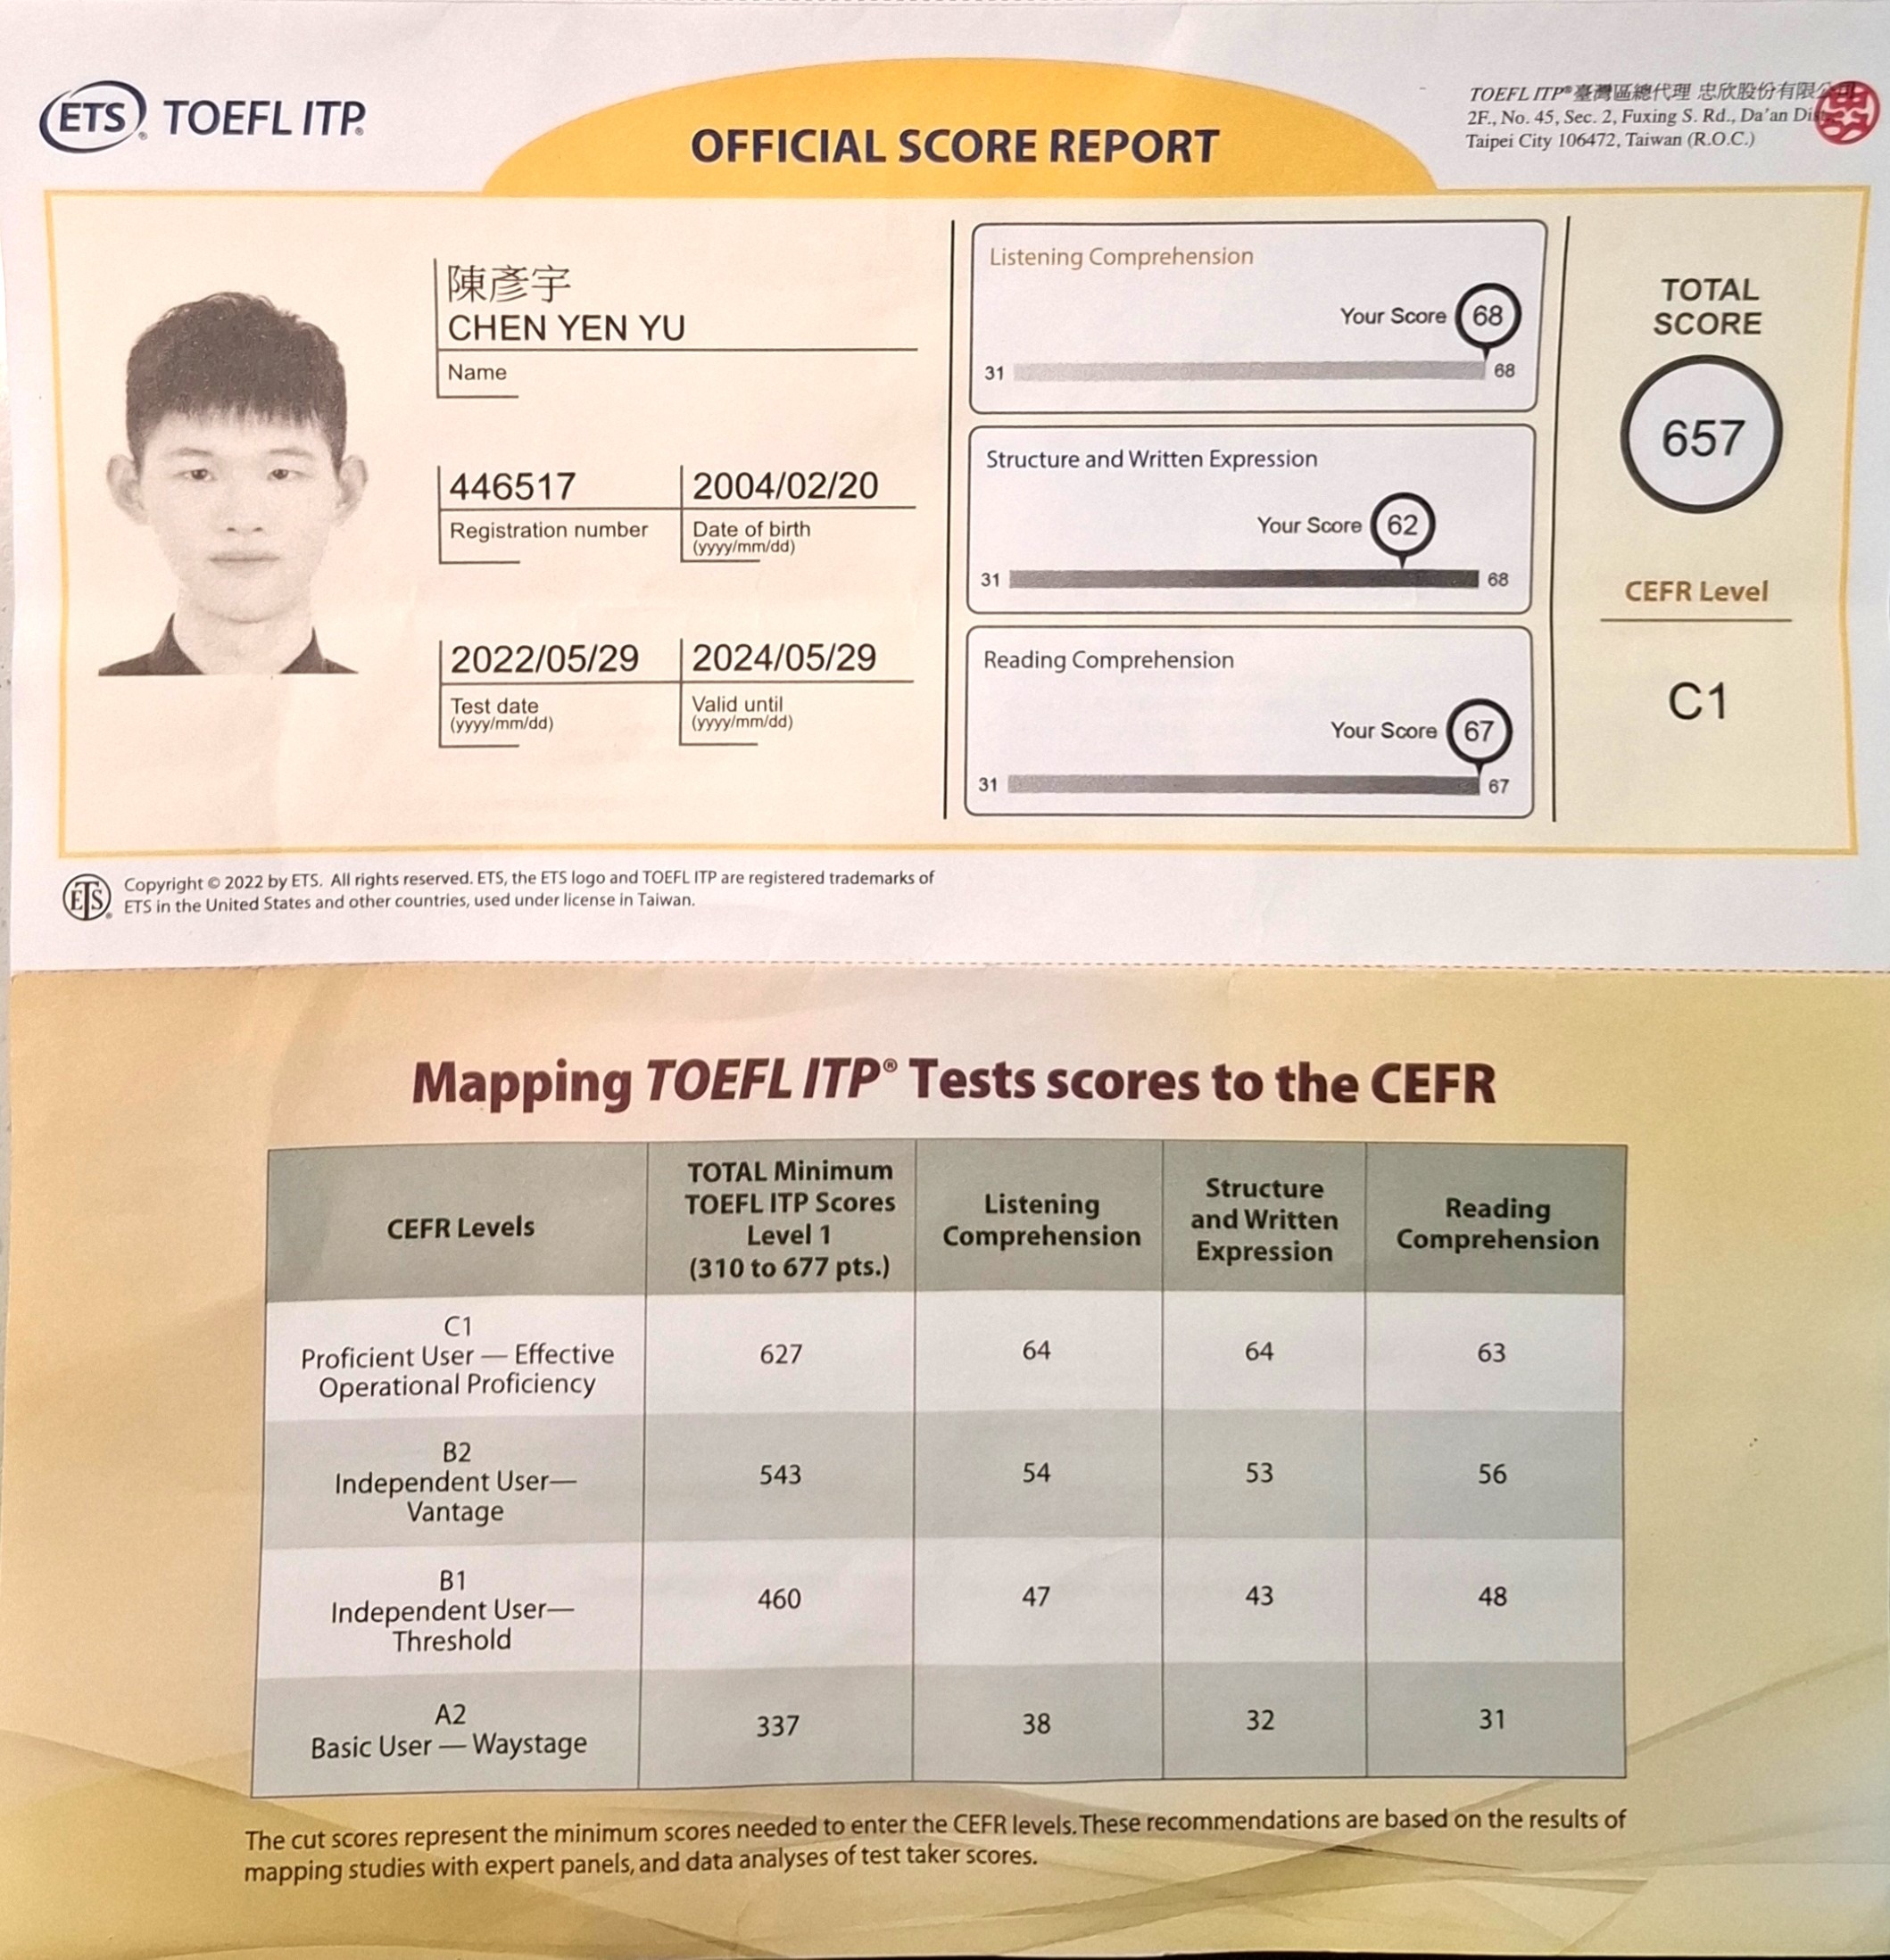 ETS® TOEFL ITP®
OFFICIAL SCORE REPORT
TOEFL ITP®臺灣區總代理 忠欣股份有限公司
2F., No. 45, Sec. 2, Fuxing S. Rd., Da'an Dist.,
Taipei City 106472, Taiwan (R.O.C.)
陳彥宇
CHEN YEN YU
Name
446517
Registration number
2004/02/20
Date of birth
(yyyy/mm/dd)
2022/05/29
Test date
(yyyy/mm/dd)
2024/05/29
Valid until
(yyyy/mm/dd)
Listening Comprehension
Your Score 68
31 68
Structure and Written Expression
Your Score 62
31 68
Reading Comprehension
Your Score 67
31 67
TOTAL
SCORE
657
CEFR Level
C1
ETS®
Copyright © 2022 by ETS. All rights reserved. ETS, the ETS logo and TOEFL ITP are registered trademarks of
ETS in the United States and other countries, used under license in Taiwan.
Mapping TOEFL ITP® Tests scores to the CEFR
CEFR Levels
TOTAL Minimum
TOEFL ITP Scores
Level 1
(310 to 677 pts.)
Listening
Comprehension
Structure
and Written
Expression
Reading
Comprehension
C1
Proficient User — Effective
Operational Proficiency
627 64 64 63
B2
Independent User—
Vantage
543 54 53 56
B1
Independent User—
Threshold
460 47 43 48
A2
Basic User — Waystage
337 38 32 31
The cut scores represent the minimum scores needed to enter the CEFR levels. These recommendations are based on the results of
mapping studies with expert panels, and data analyses of test taker scores.